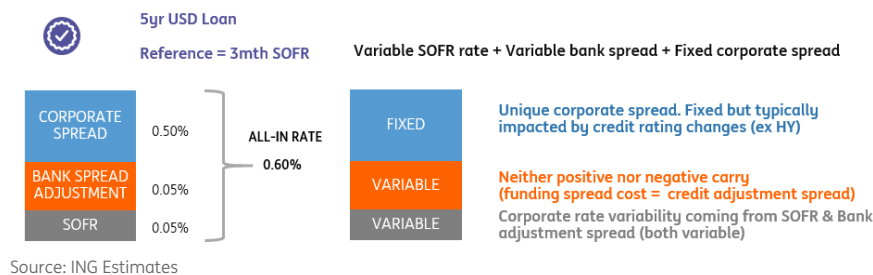 5yr USD Loan
Reference = 3mth SOFR
Variable SOFR rate + Variable bank spread + Fixed corporate spread
CORPORATE
SPREAD
0.50%
BANK SPREAD
ADJUSTMENT
0.05%
SOFR
0.05%
ALL-IN RATE
0.60%
FIXED
Unique corporate spread. Fixed but typically
impacted by credit rating changes (ex HY)
VARIABLE
Neither positive nor negative carry
(funding spread cost = credit adjustment spread)
VARIABLE
Corporate rate variability coming from SOFR & Bank
adjustment spread (both variable)
Source: ING Estimates